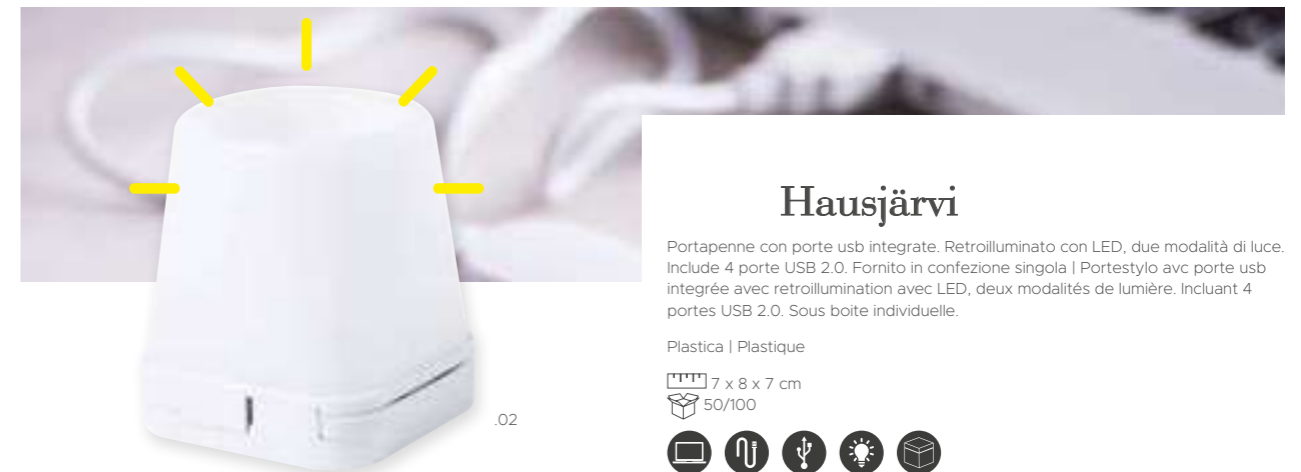 Hausjärvi
Portapenne con porte usb integrate. Retroilluminato con LED, due modalità di luce.
Include 4 porte USB 2.0. Fornito in confezione singola | Portestylo avc porte usb
integrée avec retroillumination avec LED, deux modalités de lumière. Incluant 4
portes USB 2.0. Sous boite individuelle.
Plastica | Plastique
7 x 8 x 7 cm
50/100
.02